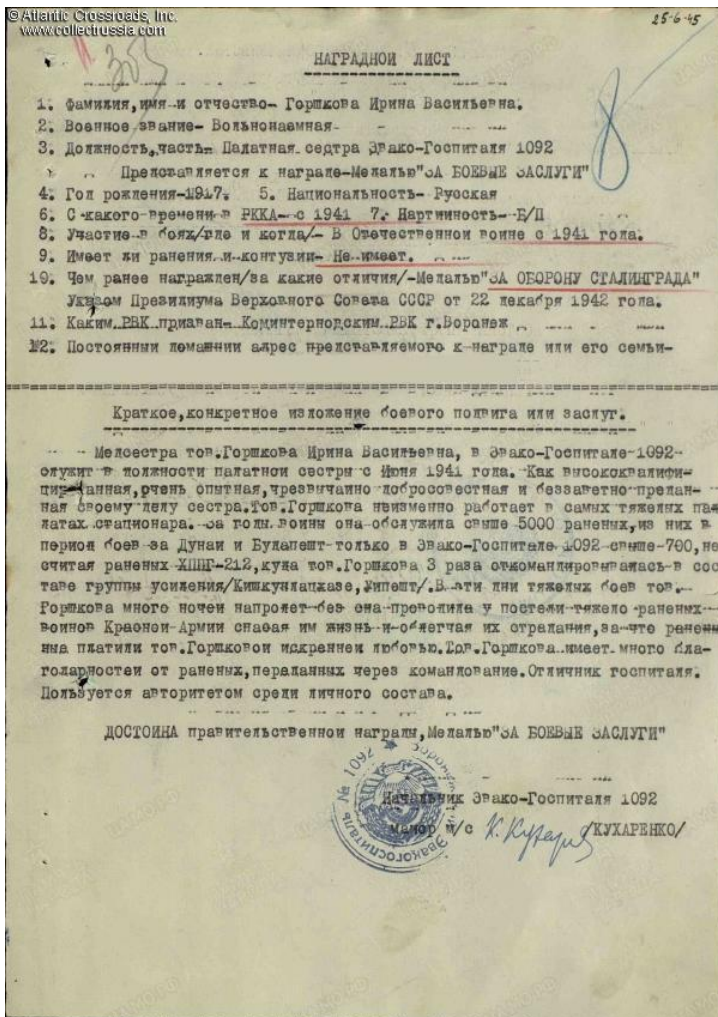 © Atlantic Crossroads, Inc.
www.collectrussia.com
25-6-45
НАГРАДНОЙ ЛИСТ
1. Фамилия,имя и отчество- Горшкова Ирина Васильевна.
2. Военное звание- Вольнонаемная-
3. Должность,часть- Палатная седтра Эвако-Госпиталя 1092
Представляется к награде-Медалью"ЗА БОЕВЫЕ ЗАСЛУГИ"
4. Год рождения-1917. 5. Национальность- Русская
6. С какого времени в РККА- с 1941 7. Партийность- Б/П
8. Участие в боях/где и когда/- В Отечественной войне с 1941 года.
9. Имеет ли ранения и контузии- Не имеет.
10. Чем ранее награжден/за какие отличия/-Медалью"ЗА ОБОРОНУ СТАЛИНГРАДА"
Указом Президиума Верховного Совета СССР от 22 декабря 1942 года.
11. Каким РВК призван- Коминтерновским РВК г.Воронеж
12. Постоянный домашний адрес представляемого к награде или его семьи-
Краткое,конкретное изложение боевого подвига или заслуг.
Медсестра тов.Горшкова Ирина Васильевна, в Эвако-Госпитале-1092-
служит в должности палатной сестры с Июня 1941 года. Как высококвалифи-
цированная, очень опытная, чрезвычайно добросовестная и беззаветно предан-
ная своему делу сестра.Тов.Горшкова неизменно работает в самых тяжелых па
латах стационара. За годы войны она обслужила свыше 5000 раненых,из них в
период боев за Дунай и Будапешт-только в Эвако-Госпитале 1092 свыше-700,не
считая раненых ХППГ-212,куда тов.Горшкова 3 раза откомандировывалась в сос
таве группы усиления/Кишкунлацхазе,Уйпешт/.В эти дни тяжелых боев тов.
Горшкова много ночей напролет без сна проводила у постели тяжело раненых
воинов Красной Армии спасая им жизнь и облегчая их страдания,за что ранены
ные платили тов.Горшковой искренней любовью.Тов.Горшкова имеет много бла-
годарностей от раненых,переданных через командование.Отличник госпиталя.
Пользуется авторитетом среди личного состава.
ДОСТОЙНА правительственной награды,Медалью"ЗА БОЕВЫЕ ЗАСЛУГИ"
Эвакогоспиталь № 1092
Начальник Эвако-Госпиталя 1092
майор м/с /КУХАРЕНКО/